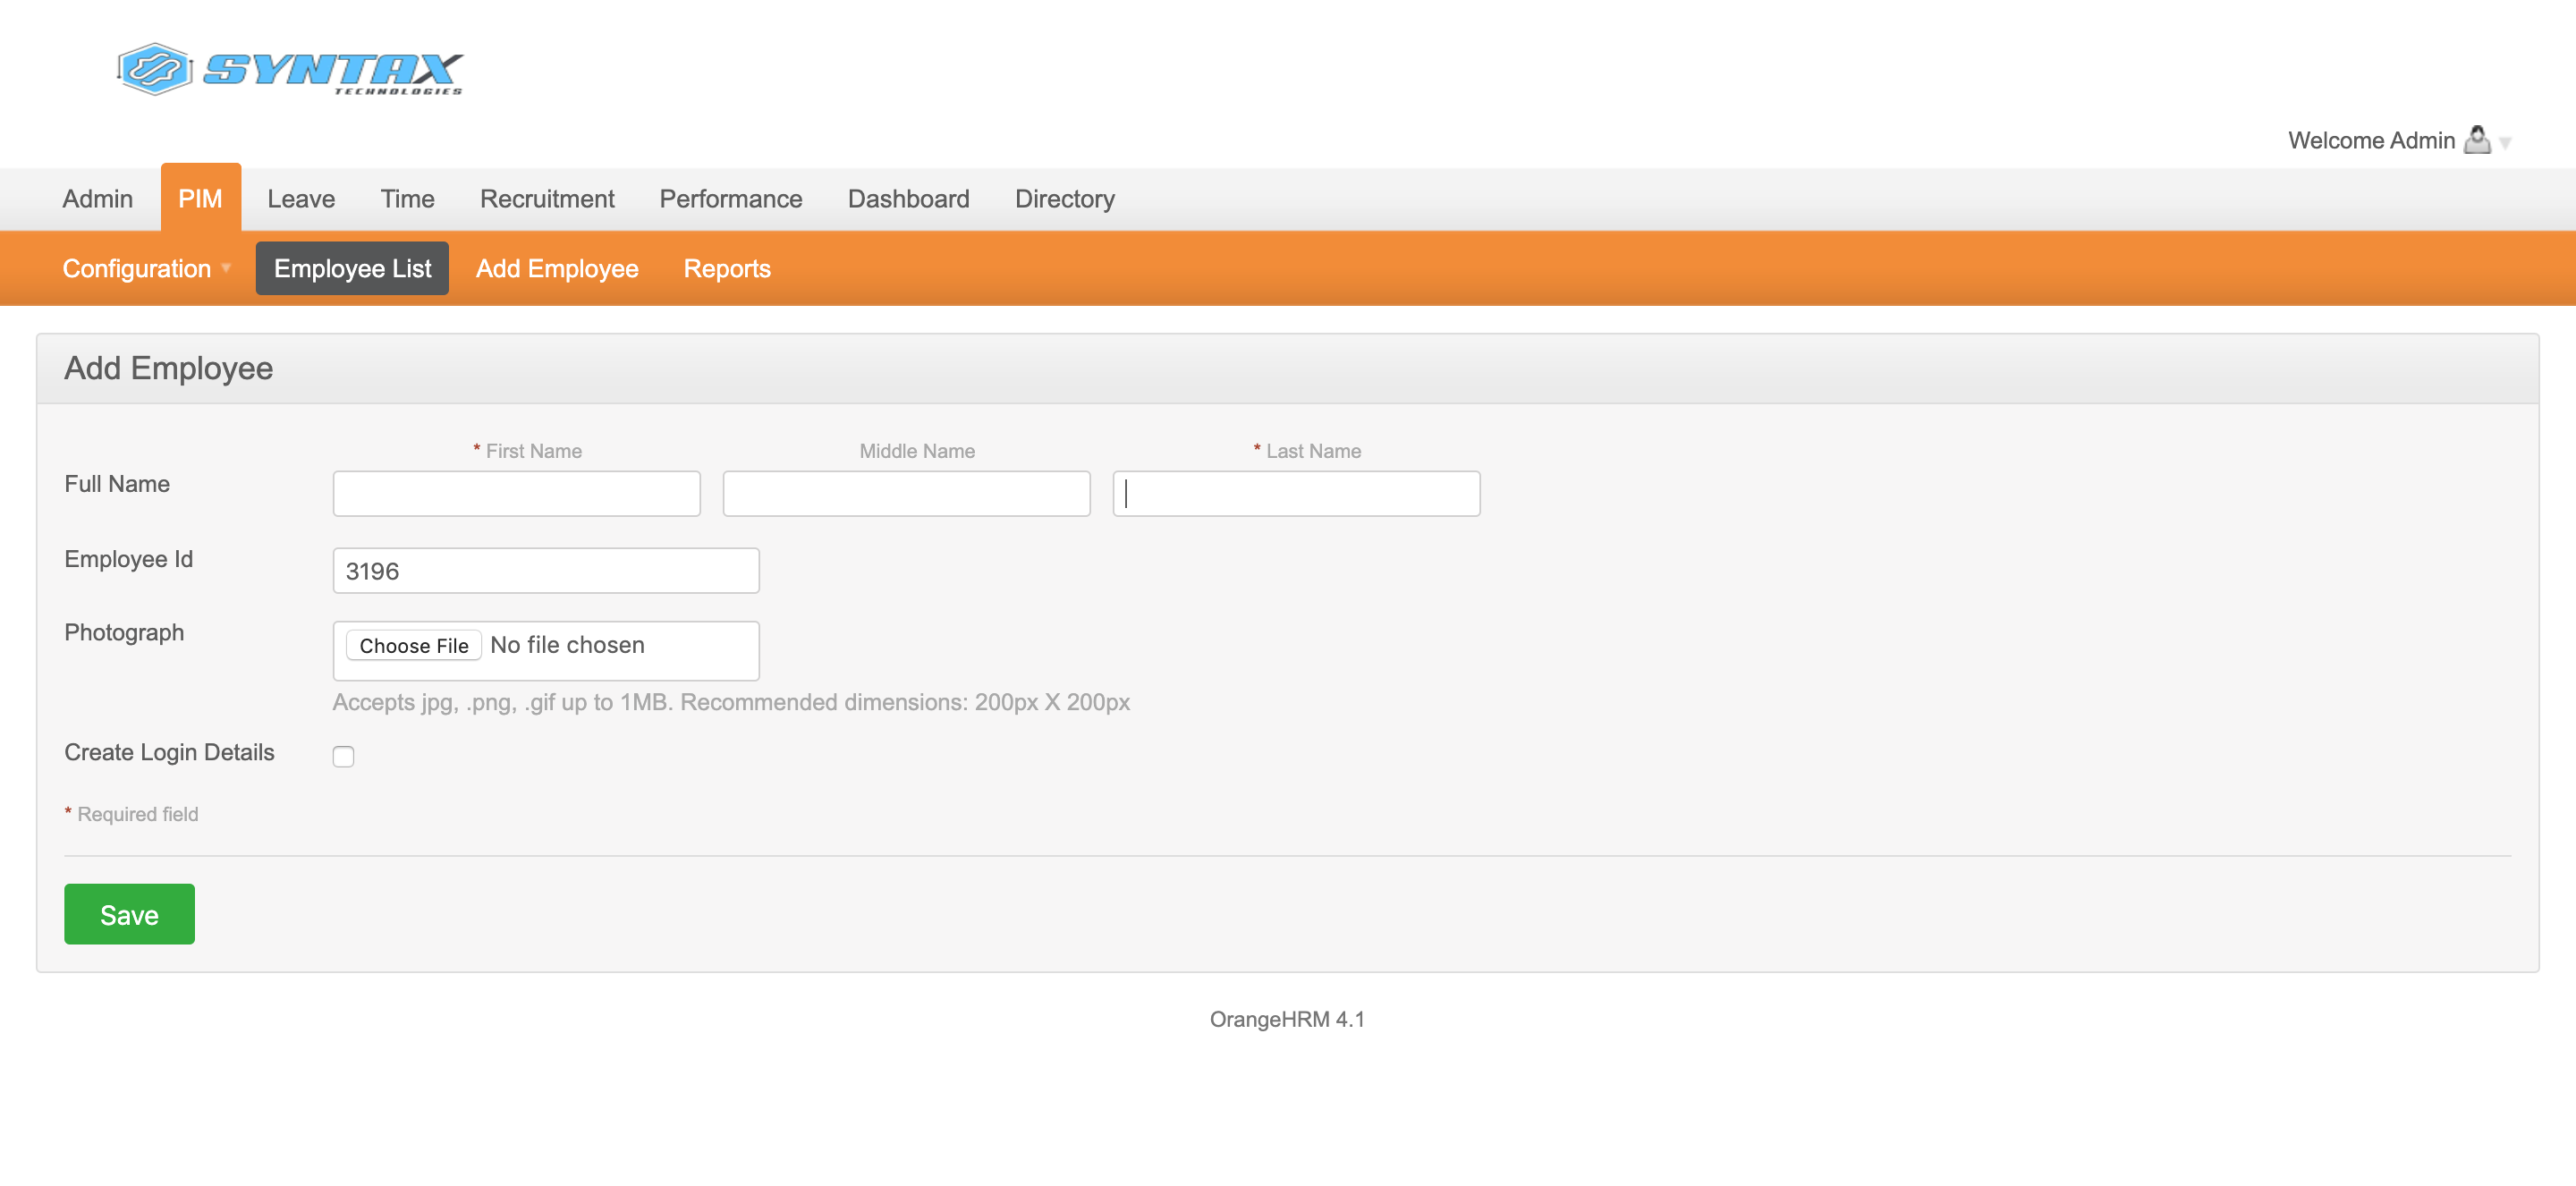 SYNTAX
TECHNOLOGIES
Welcome Admin
Admin PIM Leave Time Recruitment Performance Dashboard Directory
Configuration Employee List Add Employee Reports
Add Employee
* First Name Middle Name * Last Name
Full Name
Employee Id 3196
Photograph Choose File No file chosen
Accepts jpg, .png, .gif up to 1MB. Recommended dimensions: 200px X 200px
Create Login Details
* Required field
Save
OrangeHRM 4.1